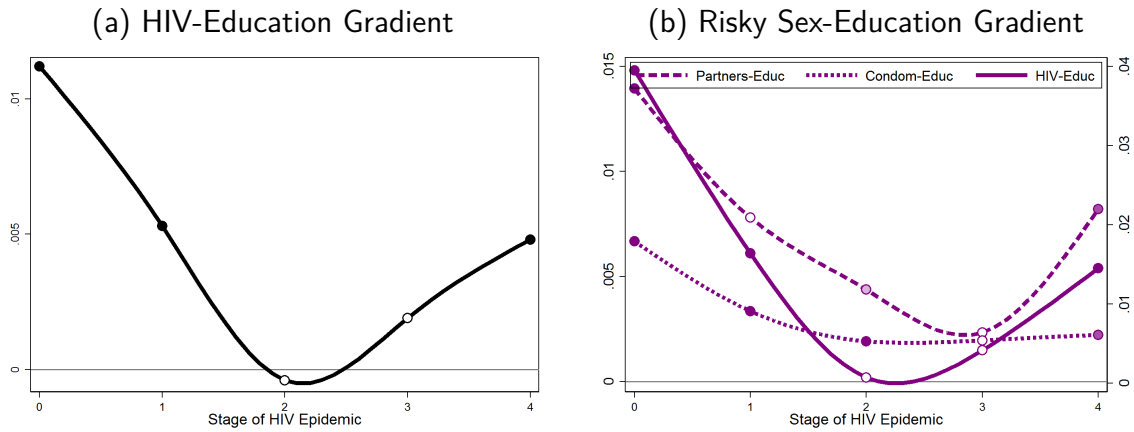 (a) HIV-Education Gradient
.01
.005
0
0 1 2 3 4
Stage of HIV Epidemic
(b) Risky Sex-Education Gradient
Partners-Educ Condom-Educ HIV-Educ
.015
.01
.005
0
.04
.03
.02
.01
0
0 1 2 3 4
Stage of HIV Epidemic